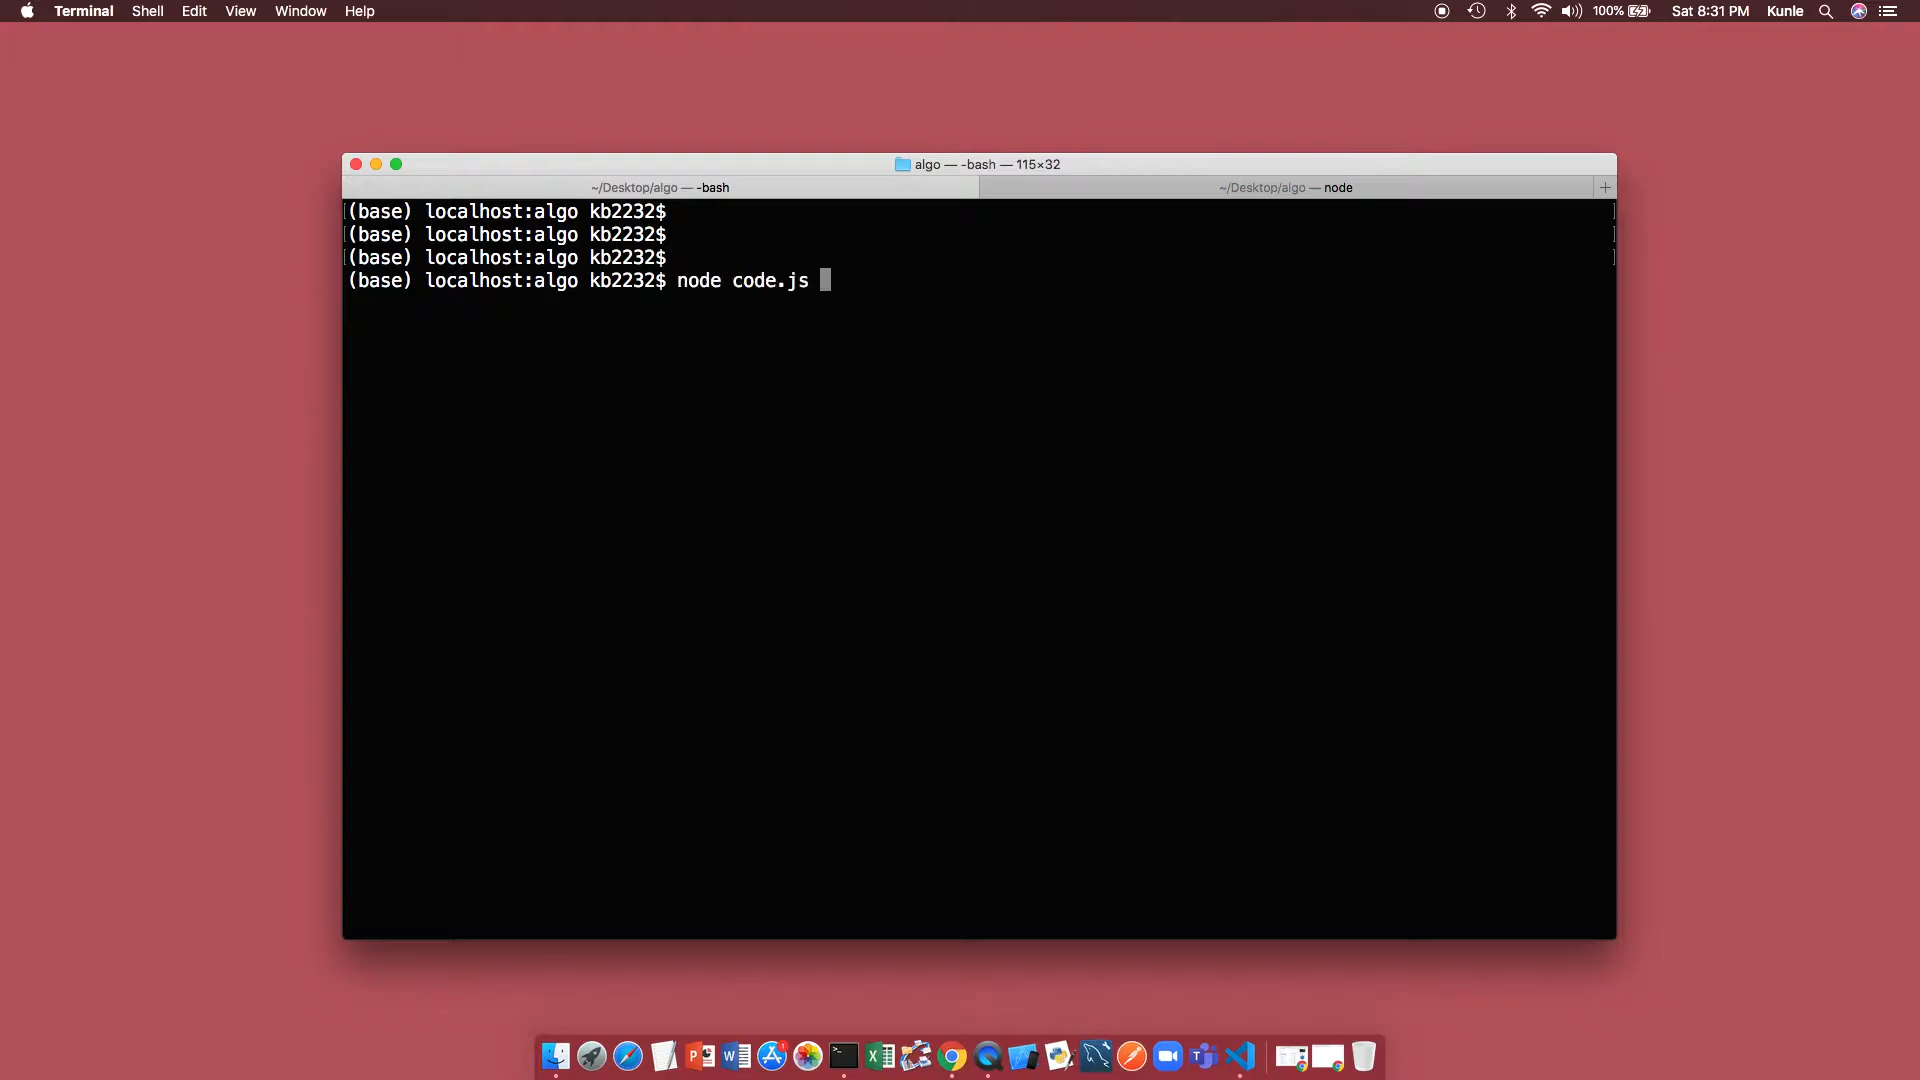 Terminal Shell Edit View Window Help 100% Sat 8:31 PM Kunle
algo — -bash — 115×32
~/Desktop/algo — -bash ~/Desktop/algo — node
(base) localhost:algo kb2232$
(base) localhost:algo kb2232$
(base) localhost:algo kb2232$
(base) localhost:algo kb2232$ node code.js